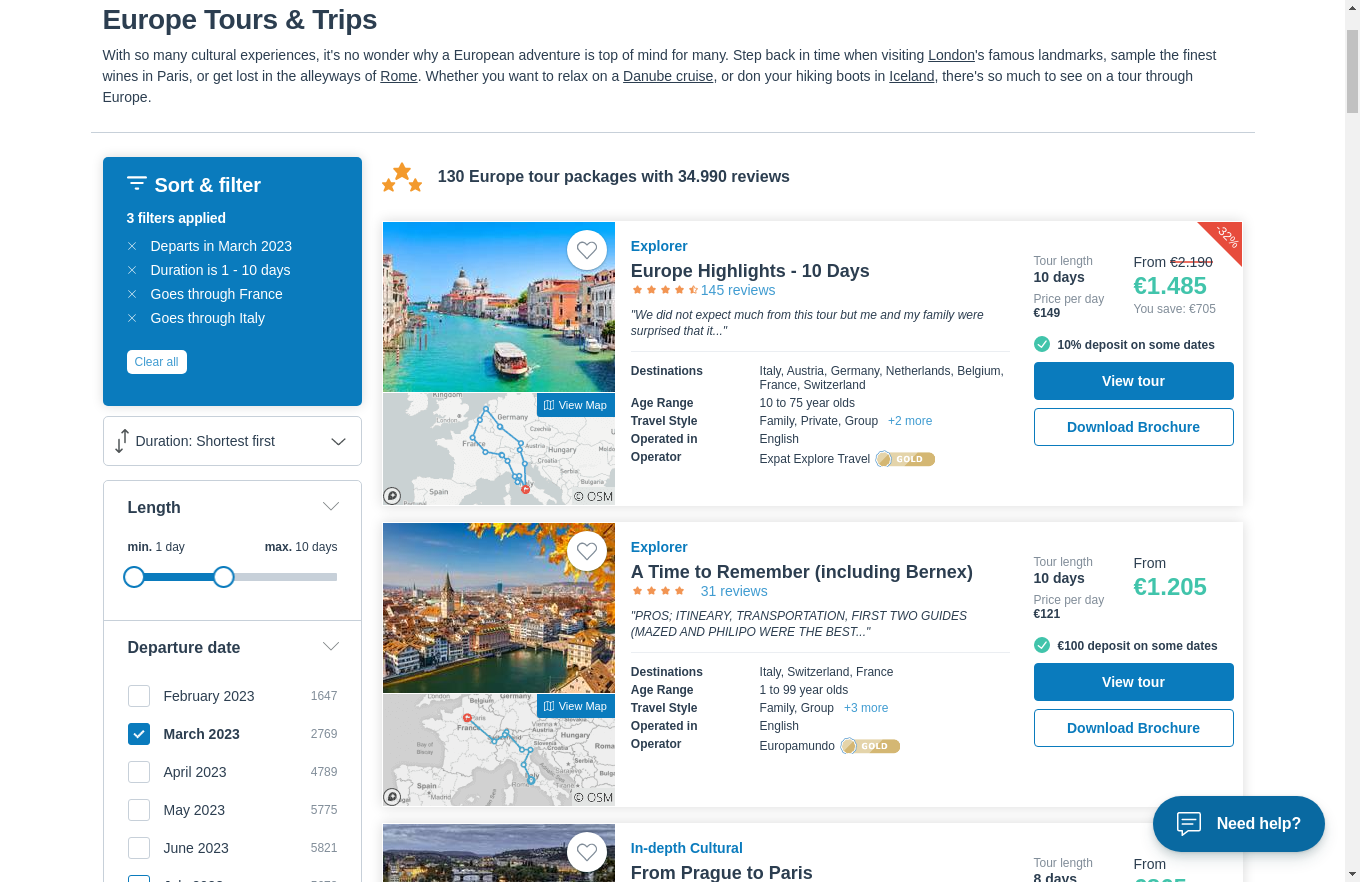 Europe Tours & Trips
With so many cultural experiences, it's no wonder why a European adventure is top of mind for many. Step back in time when visiting London's famous landmarks, sample the finest
wines in Paris, or get lost in the alleyways of Rome. Whether you want to relax on a Danube cruise, or don your hiking boots in Iceland, there's so much to see on a tour through
Europe.
Sort & filter
3 filters applied
Departs in March 2023
Duration is 1 - 10 days
Goes through France
Goes through Italy
Clear all
Duration: Shortest first
Length
min. 1 day
max. 10 days
Departure date
February 2023 1647
March 2023 2769
April 2023 4789
May 2023 5775
June 2023 5821
130 Europe tour packages with 34.990 reviews
Explorer
Europe Highlights - 10 Days
145 reviews
"We did not expect much from this tour but me and my family were
surprised that it..."
Destinations Italy, Austria, Germany, Netherlands, Belgium,
France, Switzerland
Age Range 10 to 75 year olds
Travel Style Family, Private, Group +2 more
Operated in English
Operator Expat Explore Travel GOLD
View Map
© OSM
-32%
Tour length
10 days
Price per day
€149
From €2.190
€1.485
You save: €705
10% deposit on some dates
View tour
Download Brochure
Explorer
A Time to Remember (including Bernex)
31 reviews
"PROS; ITINEARY, TRANSPORTATION, FIRST TWO GUIDES
(MAZED AND PHILIPO WERE THE BEST..."
Destinations Italy, Switzerland, France
Age Range 1 to 99 year olds
Travel Style Family, Group +3 more
Operated in English
Operator Europamundo GOLD
View Map
© OSM
Tour length
10 days
Price per day
€121
From
€1.205
€100 deposit on some dates
View tour
Download Brochure
In-depth Cultural
From Prague to Paris
Tour length
8 days
From
Need help?